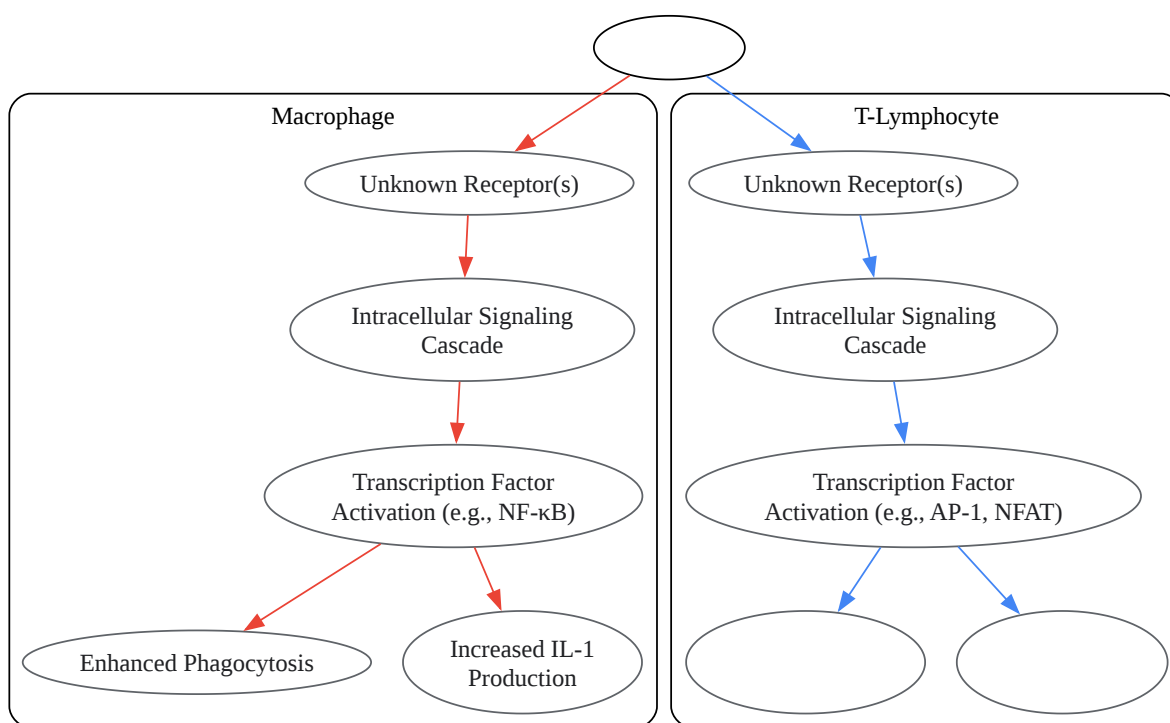 Macrophage
Unknown Receptor(s)
Intracellular Signaling
Cascade
Transcription Factor
Activation (e.g., NF-κB)
Enhanced Phagocytosis
Increased IL-1
Production
T-Lymphocyte
Unknown Receptor(s)
Intracellular Signaling
Cascade
Transcription Factor
Activation (e.g., AP-1, NFAT)